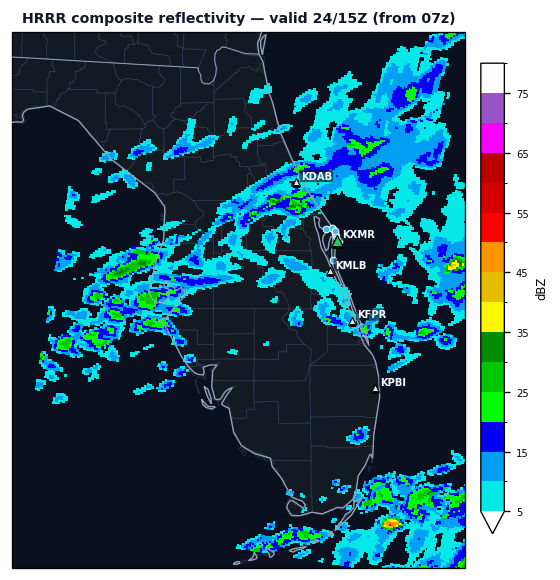 HRRR composite reflectivity — valid 24/15Z (from 07z)
KDAB
KXMR
KMLB
KFPR
KPBI
75
65
55
45
35
25
15
5
dBZ